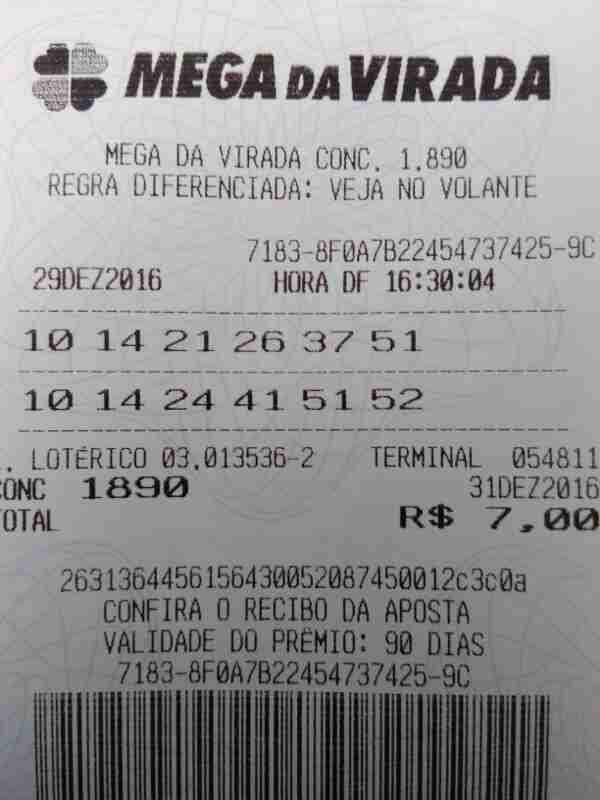 MEGA DA VIRADA
MEGA DA VIRADA CONC. 1.890
REGRA DIFERENCIADA: VEJA NO VOLANTE
7183-8F0A7B22454737425-9C
29DEZ2016 HORA DF 16:30:04
10 14 21 26 37 51
10 14 24 41 51 52
. LOTÉRICO 03.013536-2 TERMINAL 054811
CONC 1890 31DEZ2016
TOTAL R$ 7,00
2631364456156430052087450012c3c0a
CONFIRA O RECIBO DA APOSTA
VALIDADE DO PRÊMIO: 90 DIAS
7183-8F0A7B22454737425-9C